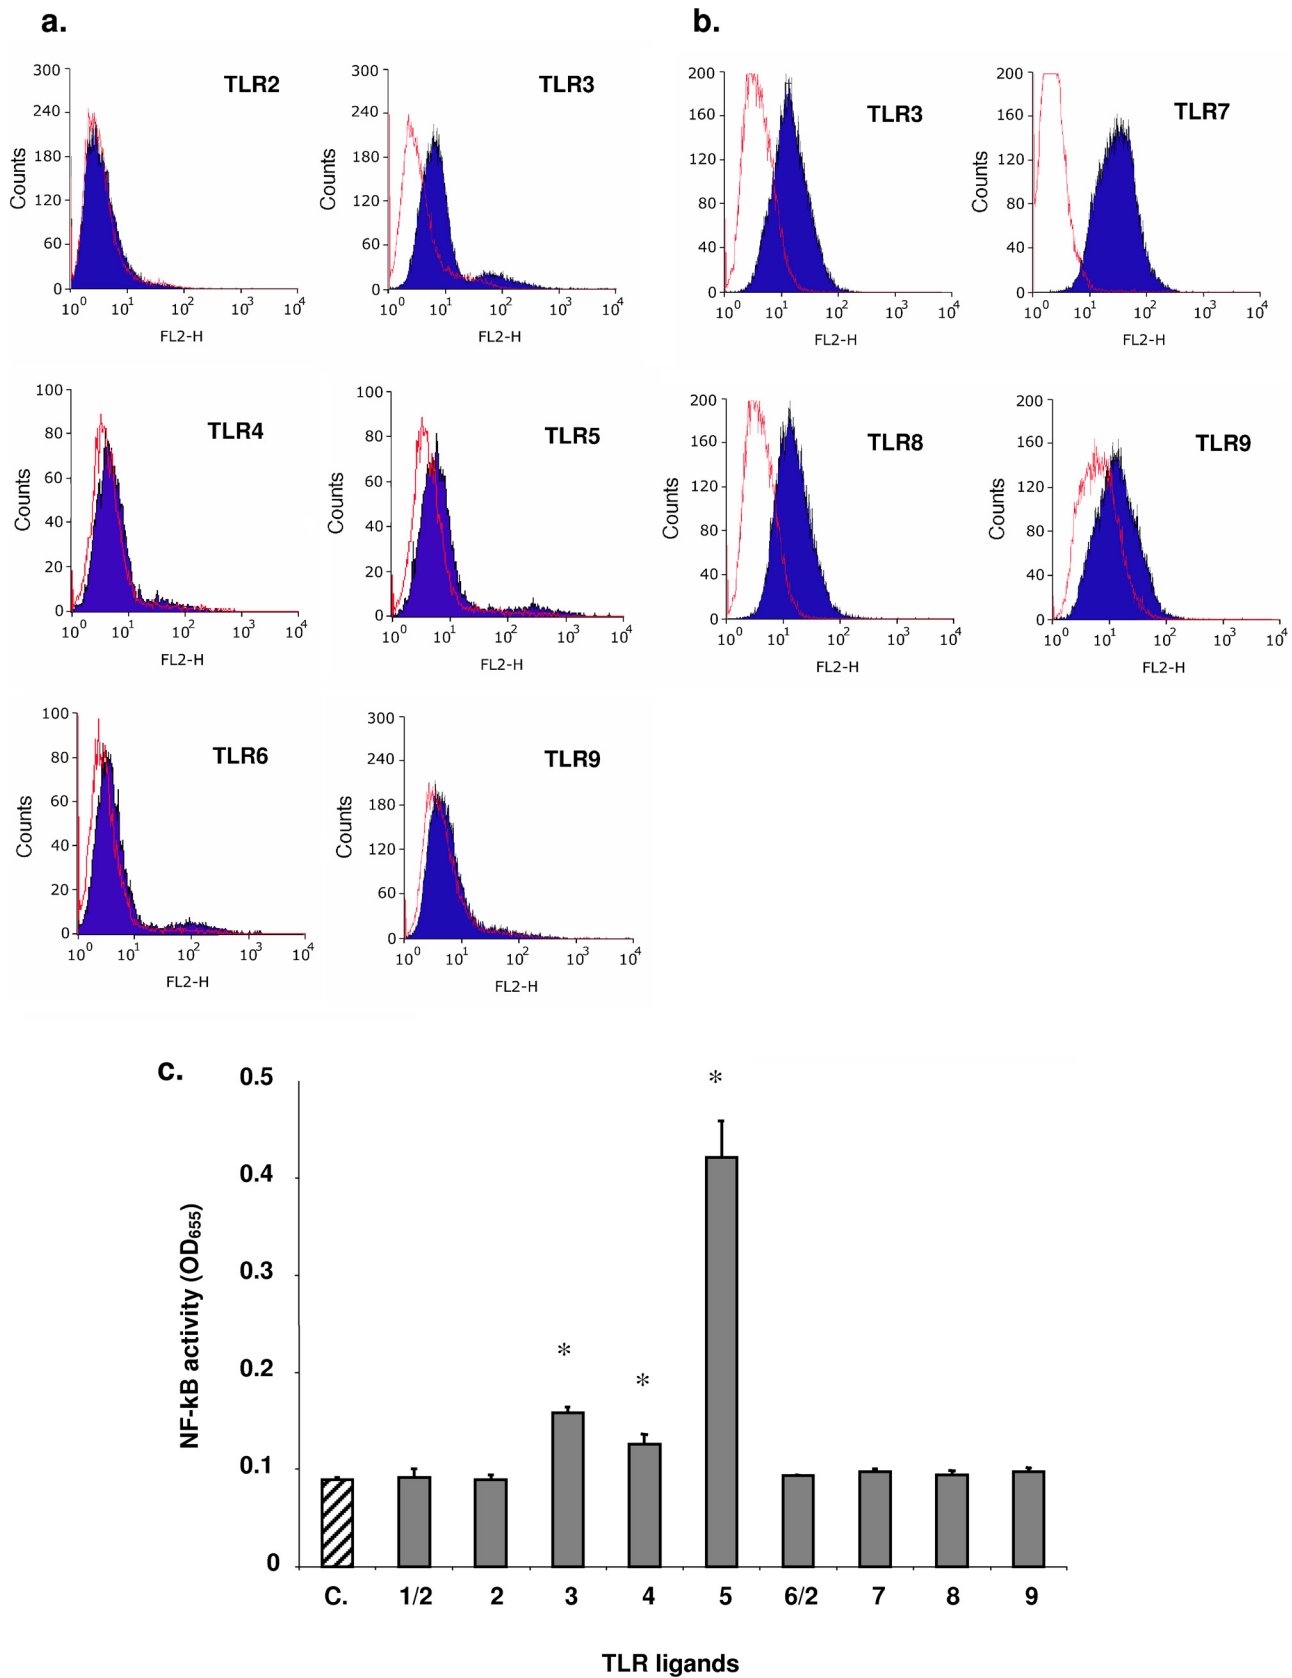 a.
b.
300
240
180
120
60
0
Counts
TLR2
10^0 10^1 10^2 10^3 10^4
FL2-H
300
240
180
120
60
0
Counts
TLR3
10^0 10^1 10^2 10^3 10^4
FL2-H
200
160
120
80
40
0
Counts
TLR3
10^0 10^1 10^2 10^3 10^4
FL2-H
200
160
120
80
40
0
Counts
TLR7
10^0 10^1 10^2 10^3 10^4
FL2-H
100
80
60
40
20
0
Counts
TLR4
10^0 10^1 10^2 10^3 10^4
FL2-H
100
80
60
40
20
0
Counts
TLR5
10^0 10^1 10^2 10^3 10^4
FL2-H
200
160
120
80
40
0
Counts
TLR8
10^0 10^1 10^2 10^3 10^4
FL2-H
200
160
120
80
40
0
Counts
TLR9
10^0 10^1 10^2 10^3 10^4
FL2-H
100
80
60
40
20
0
Counts
TLR6
10^0 10^1 10^2 10^3 10^4
FL2-H
300
240
180
120
60
0
Counts
TLR9
10^0 10^1 10^2 10^3 10^4
FL2-H
c.
0.5
0.4
0.3
0.2
0.1
0
NF-kB activity (OD655)
*
*
*
C. 1/2 2 3 4 5 6/2 7 8 9
TLR ligands